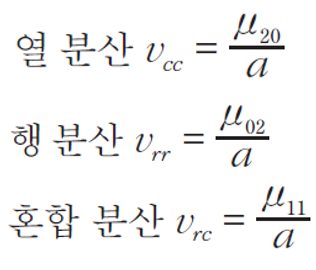 열 분산 v_cc = μ_20 / a
행 분산 v_rr = μ_02 / a
혼합 분산 v_rc = μ_11 / a